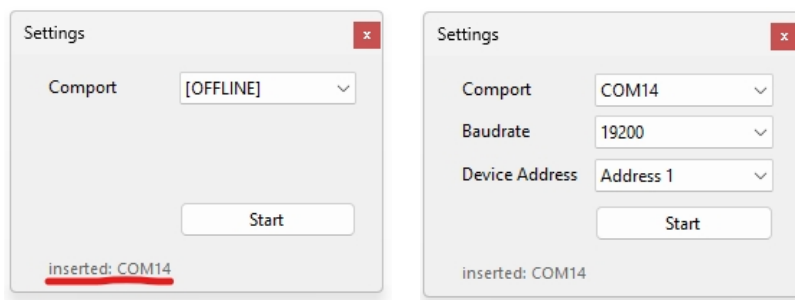 Settings
x
Comport [OFFLINE]
Start
inserted: COM14
Settings
x
Comport COM14
Baudrate 19200
Device Address Address 1
Start
inserted: COM14